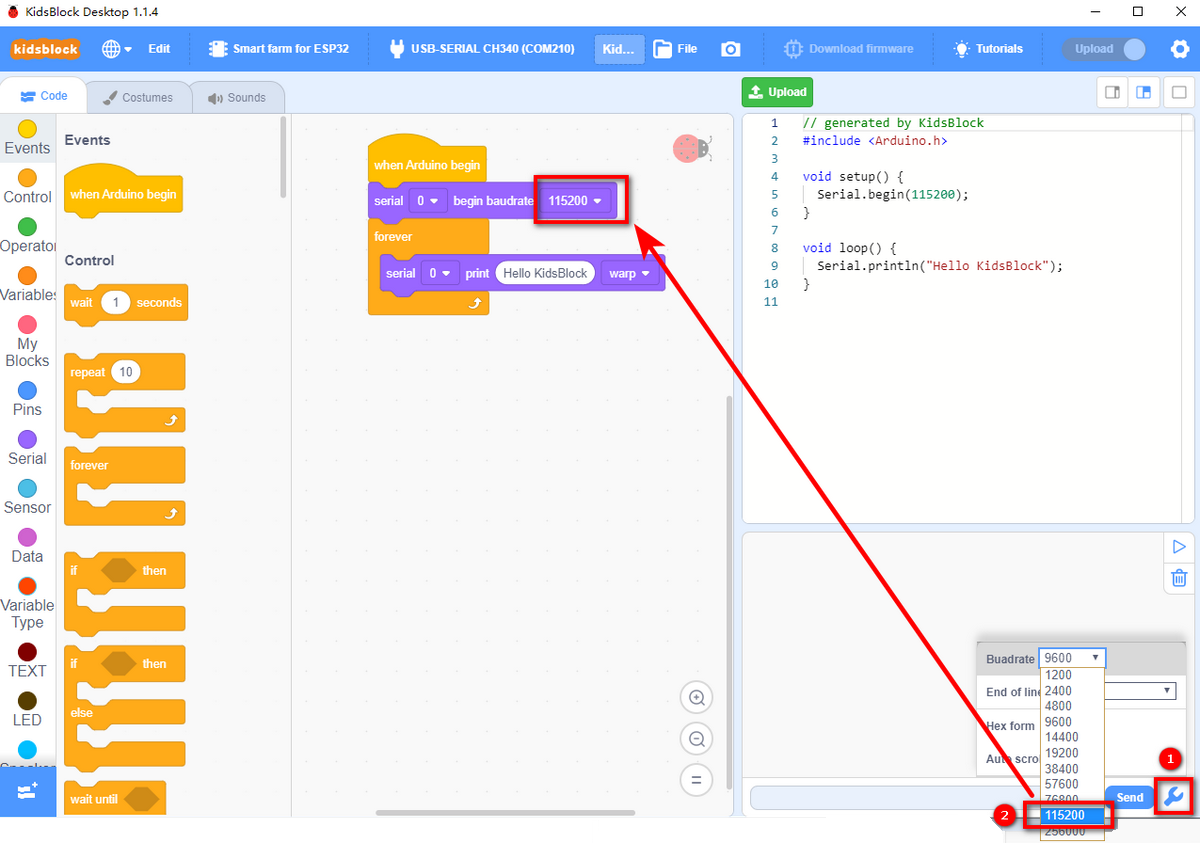 KidsBlock Desktop 1.1.4
kidsblock Edit Smart farm for ESP32 USB-SERIAL CH340 (COM210) Kid... File Download firmware Tutorials Upload
Code Costumes Sounds
Upload
Events
Control
Variables
My
Blocks
Pins
Serial
Sensor
Data
Variable
Type
TEXT
LED
Events
when Arduino begin
Control
wait 1 seconds
repeat 10
forever
if then
if then
else
wait until
when Arduino begin
serial 0 begin baudrate 115200
forever
serial 0 print Hello KidsBlock warp
1 // generated by KidsBlock
2 #include <Arduino.h>
3
4 void setup() {
5 Serial.begin(115200);
6 }
7
8 void loop() {
9 Serial.println("Hello KidsBlock");
10 }
11
Buadrate 9600
End of line
Hex form
Auto scro
1200
2400
4800
9600
14400
19200
38400
57600
76800
115200
256000
Send
1
2